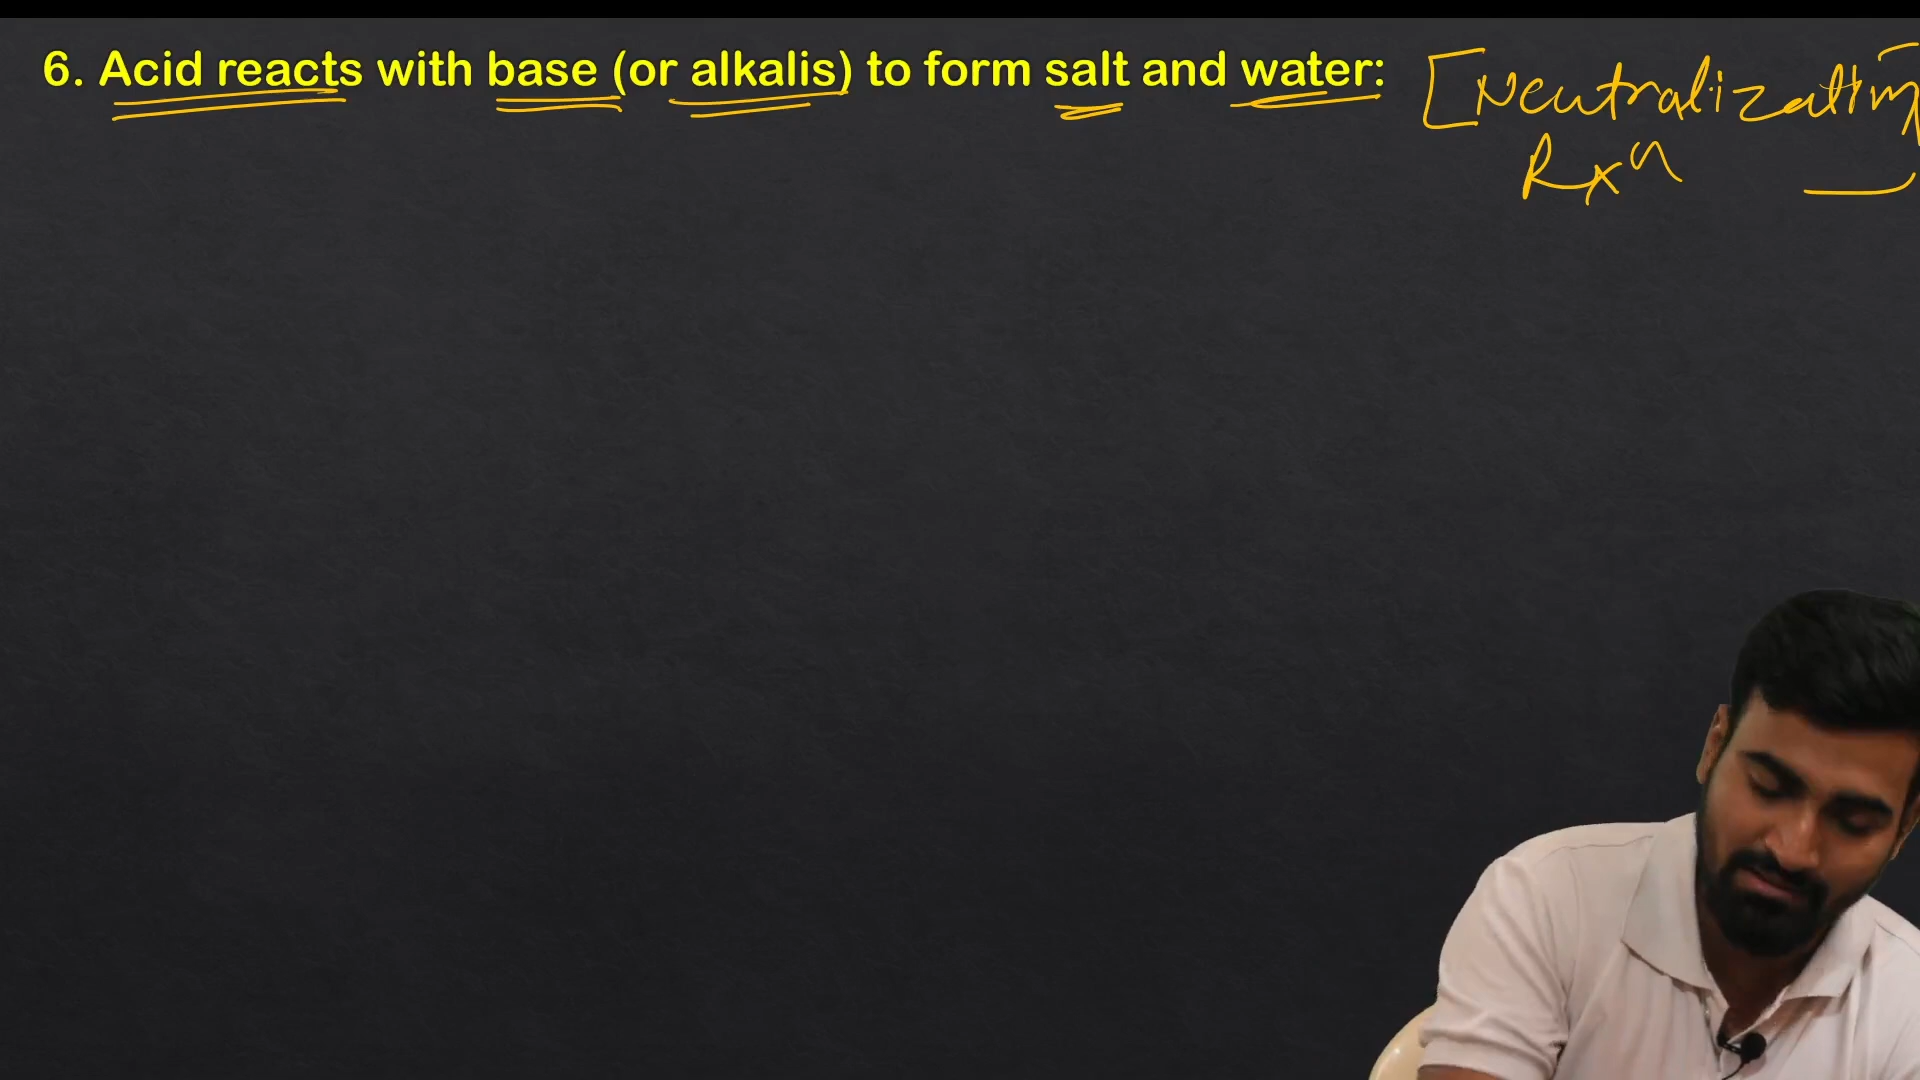 6. Acid reacts with base (or alkalis) to form salt and water: [Neutralization]
Rxn